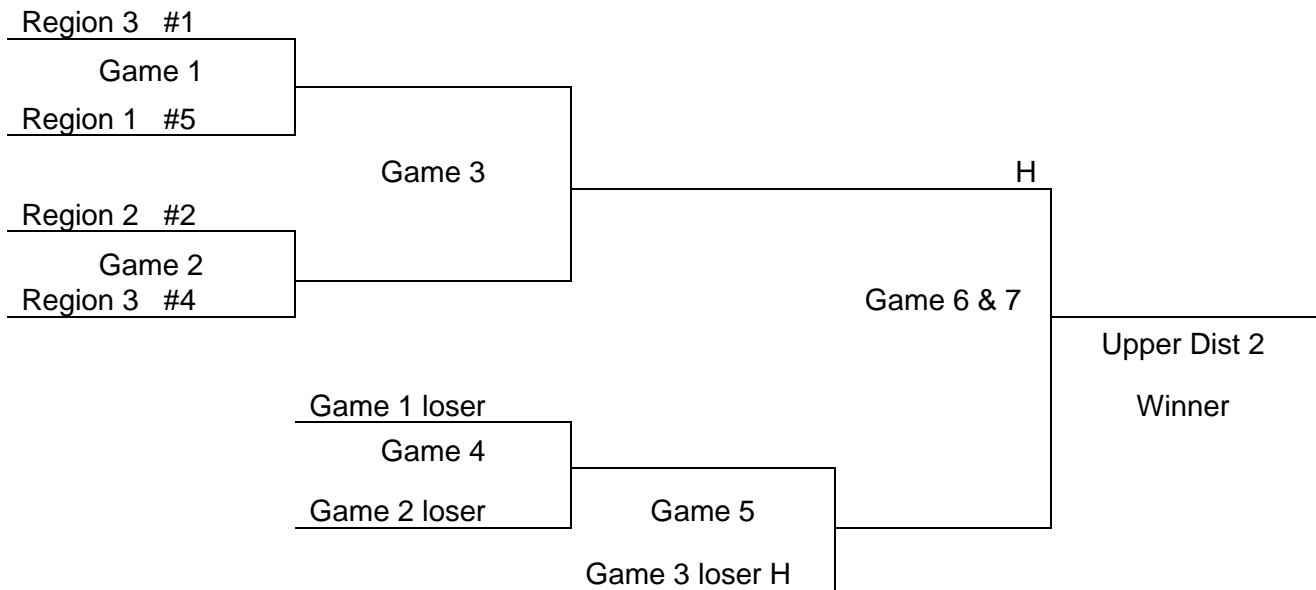 Region 3 #1
Game 1
Region 1 #5
Game 3
H
Region 2 #2
Game 2
Region 3 #4
Game 6 & 7
Upper Dist 2
Winner
Game 1 loser
Game 4
Game 2 loser
Game 5
Game 3 loser H